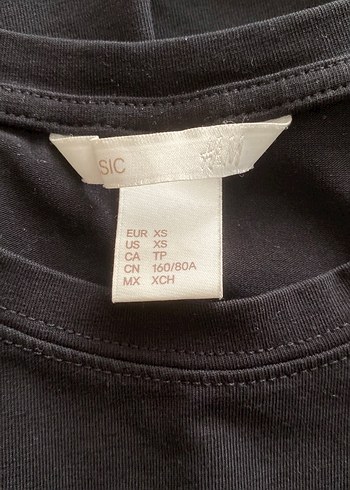 SIC
EUR XS
US XS
CA TP
CN 160/80A
MX XCH